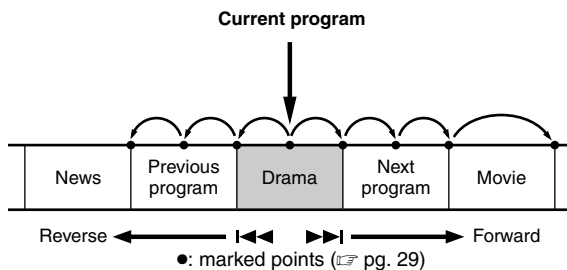 Current program
News
Previous
program
Drama
Next
program
Movie
Reverse
Forward
●: marked points (☞ pg. 29)